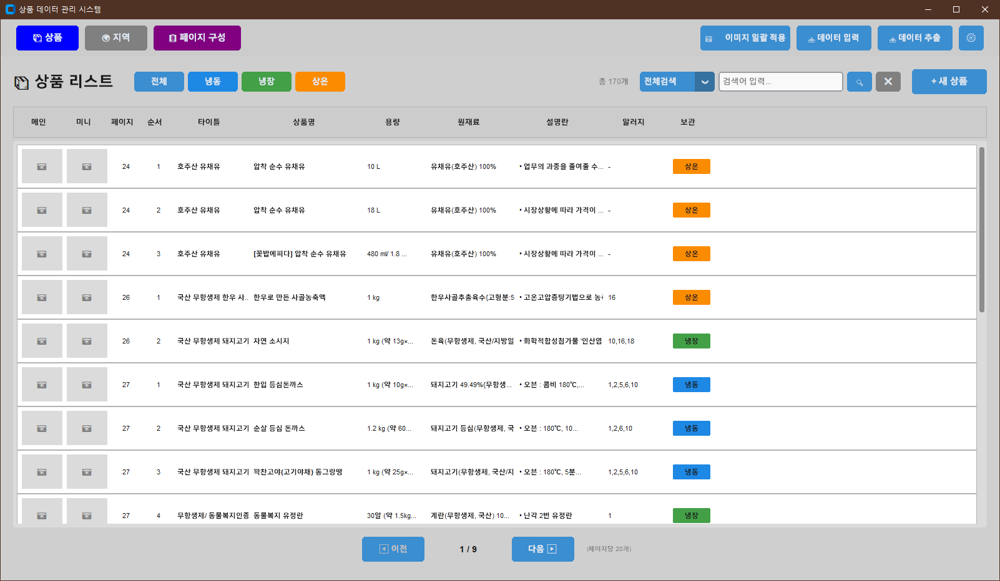 상품 데이터 관리 시스템
상품 지역 페이지 구성 이미지 일괄 적용 데이터 입력 데이터 추출
상품 리스트 전체 냉동 냉장 상온 총 170개 전체검색 검색어 입력... + 새 상품
메인 미니 페이지 순서 타이틀 상품명 용량 원재료 설명란 알러지 보관
24 1 호주산 유채유 압착 순수 유채유 10 L 유채유(호주산) 100% • 업무의 과중을 줄여줄 수... - 상온
24 2 호주산 유채유 압착 순수 유채유 18 L 유채유(호주산) 100% • 시장상황에 따라 가격이 ... - 상온
24 3 호주산 유채유 [꽃밥에피다] 압착 순수 유채유 480 ml/ 1.8 ... 유채유(호주산) 100% • 시장상황에 따라 가격이 ... - 상온
26 1 국산 무항생제 한우 사... 한우로 만든 사골농축액 1 kg 한우사골추출육수{고형분:5 • 고온고압증탕기법으로 농축 16 상온
26 2 국산 무항생제 돼지고기 자연 소시지 1 kg (약 13g×... 돈육(무항생제, 국산/지방일 • 화학적합성첨가물 '인산염 10,16,18 냉장
27 1 국산 무항생제 돼지고기 한입 등심돈까스 1 kg (약 10g×... 돼지고기 49.49%{무항생... • 오븐 : 콤비 180℃,... 1,2,5,6,10 냉동
27 2 국산 무항생제 돼지고기 순살 등심 돈까스 1.2 kg (약 60... 돼지고기 등심(무항생제, 국 • 오븐 : 180℃, 10... 1,2,6,10 냉동
27 3 국산 무항생제 돼지고기 꽉찬고야(고기야채) 동그랑땡 1 kg (약 25g×... 돼지고기(무항생제, 국산/지 • 오븐 : 180℃, 5분... 1,2,5,6,10 냉동
27 4 무항생제/ 동물복지인증 동물복지 유정란 30알 (약 1.5kg... 계란(무항생제, 국산) 10... • 난각 2번 유정란 1 냉장
이전 1 / 9 다음 (페이지당 20개)